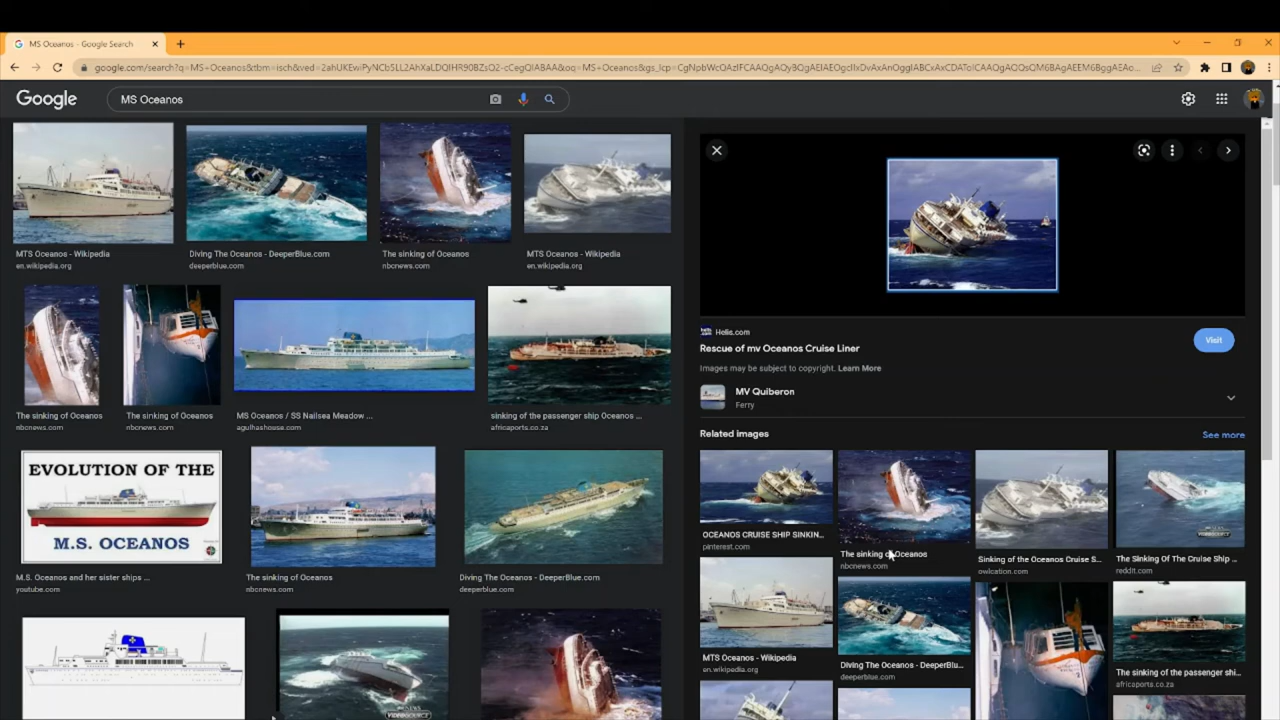 MS Oceanos - Google Search
Google
MS Oceanos
MTS Oceanos - Wikipedia
en.wikipedia.org
Diving The Oceanos - DeeperBlue.com
deeperblue.com
The sinking of Oceanos
nbcnews.com
MTS Oceanos - Wikipedia
en.wikipedia.org
The sinking of Oceanos
nbcnews.com
The sinking of Oceanos
nbcnews.com
MS Oceanos / SS Nailsea Meadow ...
agulhashouse.com
sinking of the passenger ship Oceanos ...
africaports.co.za
EVOLUTION OF THE
M.S. OCEANOS
M.S. Oceanos and her sister ships ...
youtube.com
The sinking of Oceanos
nbcnews.com
Diving The Oceanos - DeeperBlue.com
deeperblue.com
VIDEOSOURCE
Helis.com
Rescue of mv Oceanos Cruise Liner
Visit
Images may be subject to copyright. Learn More
MV Quiberon
Ferry
Related images
See more
OCEANOS CRUISE SHIP SINKIN...
pinterest.com
The sinking of Oceanos
nbcnews.com
Sinking of the Oceanos Cruise S...
owlcation.com
The Sinking Of The Cruise Ship ...
reddit.com
MTS Oceanos - Wikipedia
en.wikipedia.org
Diving The Oceanos - DeeperBlu...
deeperblue.com
The sinking of the passenger shi...
africaports.co.za